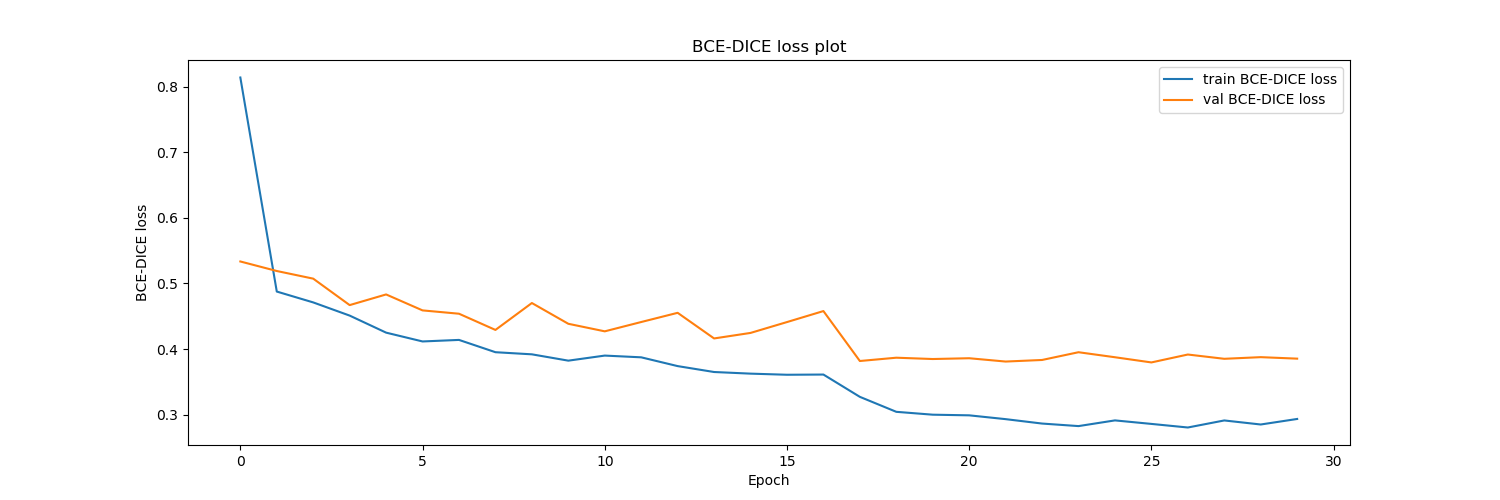 BCE-DICE loss plot
train BCE-DICE loss
val BCE-DICE loss
BCE-DICE loss
0.8
0.7
0.6
0.5
0.4
0.3
0 5 10 15 20 25 30
Epoch